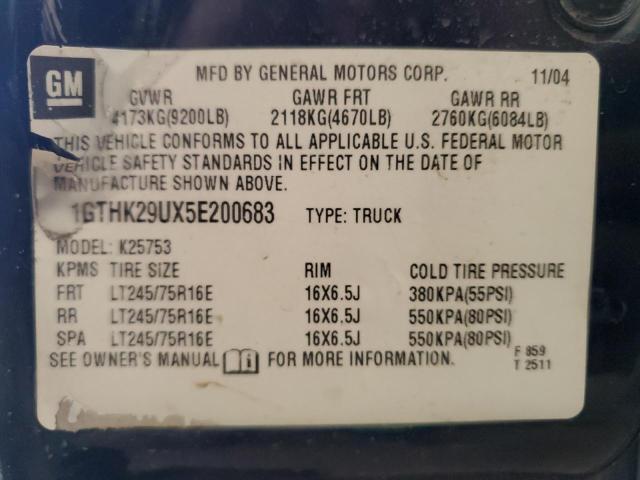 GM
MFD BY GENERAL MOTORS CORP. 11/04
GVWR GAWR FRT GAWR RR
4173KG(9200LB) 2118KG(4670LB) 2760KG(6084LB)
THIS VEHICLE CONFORMS TO ALL APPLICABLE U.S. FEDERAL MOTOR
VEHICLE SAFETY STANDARDS IN EFFECT ON THE DATE OF
MANUFACTURE SHOWN ABOVE.
1GTHK29UX5E200683 TYPE: TRUCK
MODEL: K25753
KPMS TIRE SIZE RIM COLD TIRE PRESSURE
FRT LT245/75R16E 16X6.5J 380KPA(55PSI)
RR LT245/75R16E 16X6.5J 550KPA(80PSI)
SPA LT245/75R16E 16X6.5J 550KPA(80PSI)
SEE OWNER'S MANUAL i FOR MORE INFORMATION. F 859
T 2511